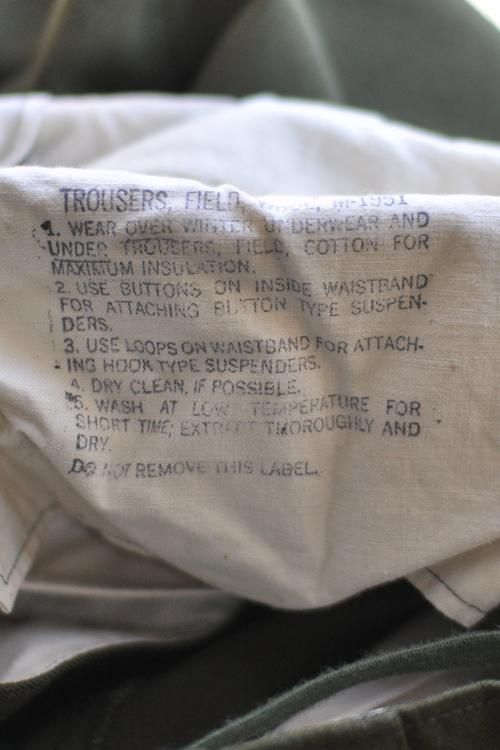 TROUSERS, FIELD, WOOL, M-1951
1. WEAR OVER WINTER UNDERWEAR AND
UNDER TROUSERS, FIELD, COTTON FOR
MAXIMUM INSULATION.
2. USE BUTTONS ON INSIDE WAISTBAND
FOR ATTACHING BUTTON TYPE SUSPEN-
DERS.
3. USE LOOPS ON WAISTBAND FOR ATTACH-
ING HOOK TYPE SUSPENDERS.
4. DRY CLEAN, IF POSSIBLE.
5. WASH AT LOW TEMPERATURE FOR
SHORT TIME; EXTRACT THOROUGHLY AND
DRY.
DO NOT REMOVE THIS LABEL.